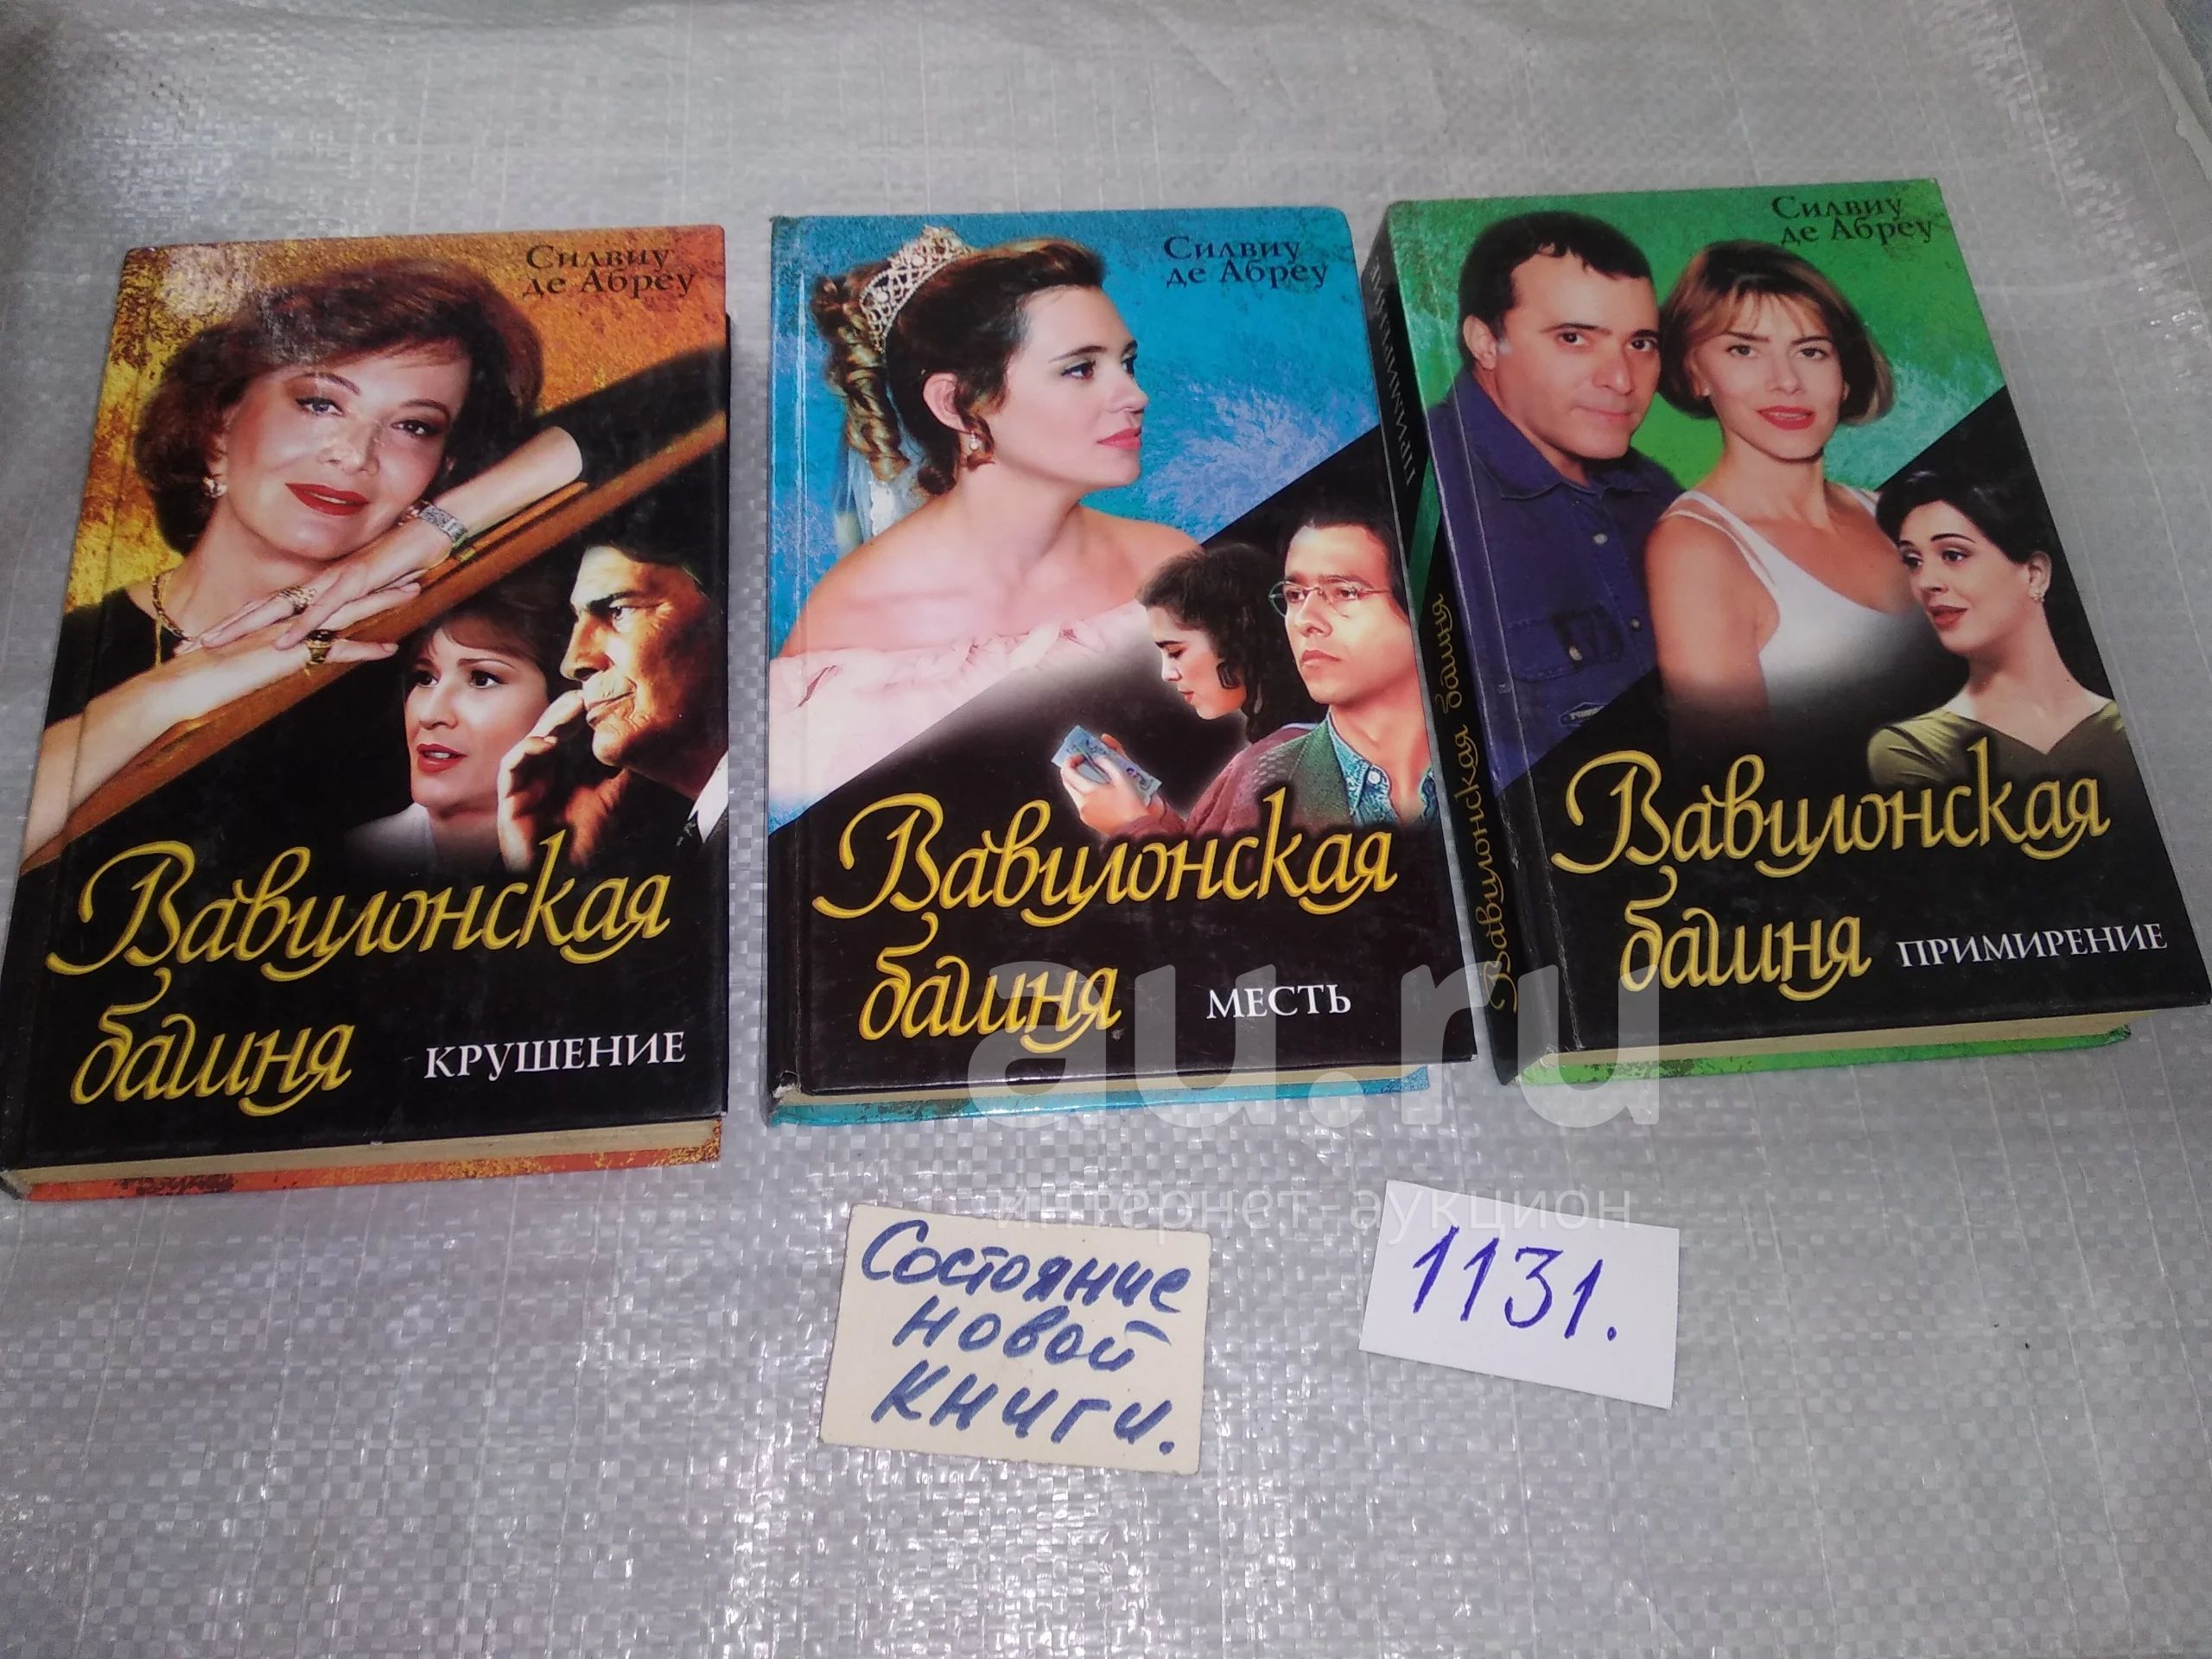 Силвиу
де Абреу
Вавилонская
башня
КРУШЕНИЕ
Силвиу
де Абреу
Вавилонская
башня
МЕСТЬ
Силвиу
де Абреу
Вавилонская
башня
ПРИМИРЕНИЕ
Вавилонская башня
ПРИМИРЕНИЕ
au.ru
интернет-аукцион
Состояние
новой
книги.
1131.